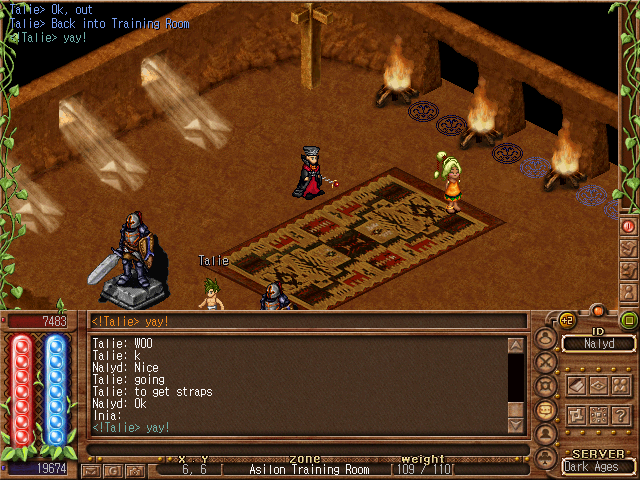 Talie> Ok, out
Talie> Back into Training Room
<!Talie> yay!
Talie
7483
<!Talie> yay!
Talie: WOO
Talie: k
Nalyd: Nice
Talie: going
Talie: to get straps
Nalyd: Ok
Inia:
<!Talie> yay!
+2
ID
Nalyd
?
SERVER
Dark Ages
19674
G
X Y zone weight
6, 6 [ Asilon Training Room [109 / 110[